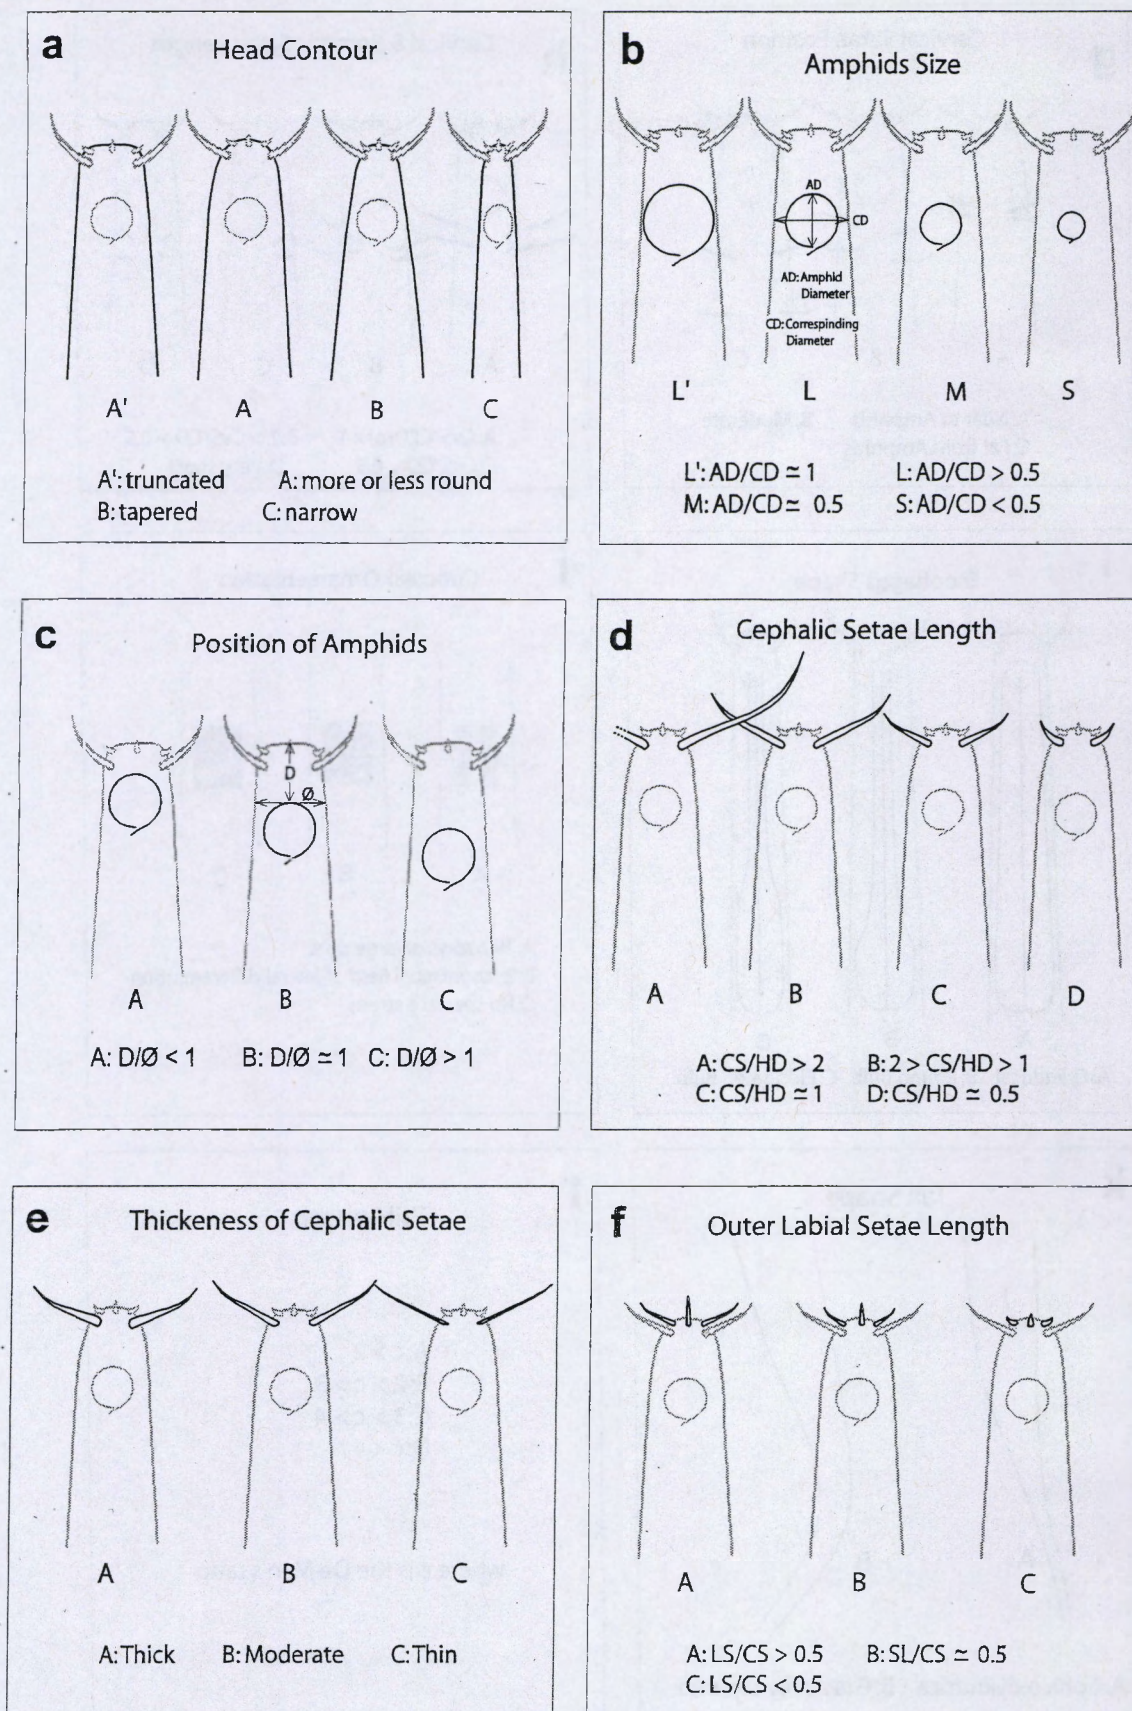 a
Head Contour
A' A B C
A': truncated A: more or less round
B: tapered C: narrow
b
Amphids Size
AD
CD
AD: Amphid
Diameter
CD: Correspinding
Diameter
L' L M S
L': AD/CD ≃ 1 L: AD/CD > 0.5
M: AD/CD ≃ 0.5 S: AD/CD < 0.5
c
Position of Amphids
D
Ø
A B C
A: D/Ø < 1 B: D/Ø ≃ 1 C: D/Ø > 1
d
Cephalic Setae Length
A B C D
A: CS/HD > 2 B: 2 > CS/HD > 1
C: CS/HD ≃ 1 D: CS/HD ≃ 0.5
e
Thickeness of Cephalic Setae
A B C
A: Thick B: Moderate C: Thin
f
Outer Labial Setae Length
A B C
A: LS/CS > 0.5 B: SL/CS ≃ 0.5
C: LS/CS < 0.5